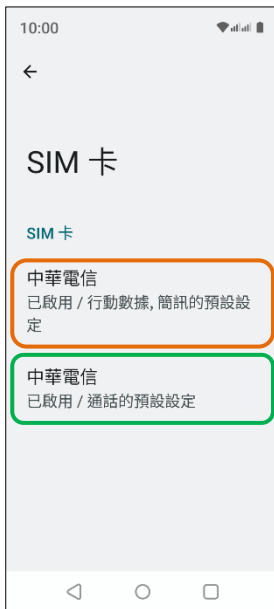 10:00
SIM 卡
SIM 卡
中華電信
已啟用 / 行動數據, 簡訊的預設設
定
中華電信
已啟用 / 通話的預設設定